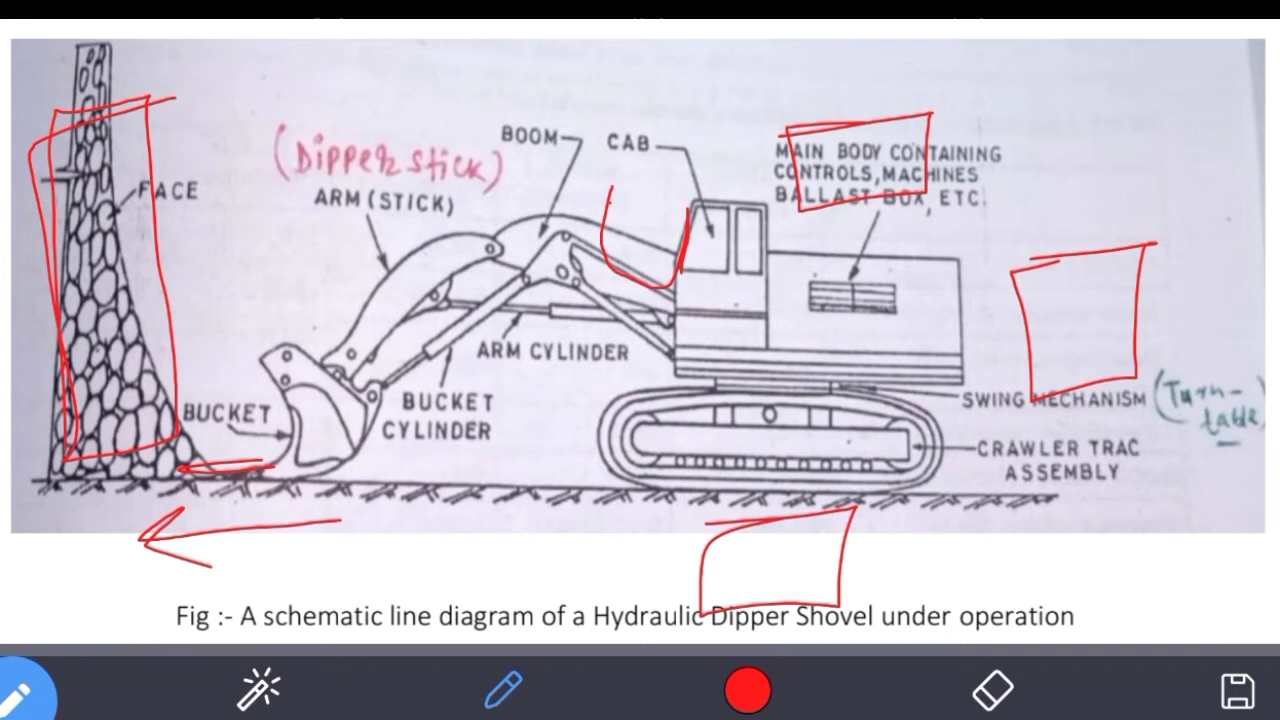 BOOM
CAB
(Dipper stick)
ARM (STICK)
MAIN BODY CONTAINING
CONTROLS, MACHINES
BALLAST BOX, ETC.
FACE
ARM CYLINDER
BUCKET
BUCKET
CYLINDER
SWING MECHANISM
(Turn-
table)
CRAWLER TRAC
ASSEMBLY
Fig :- A schematic line diagram of a Hydraulic Dipper Shovel under operation